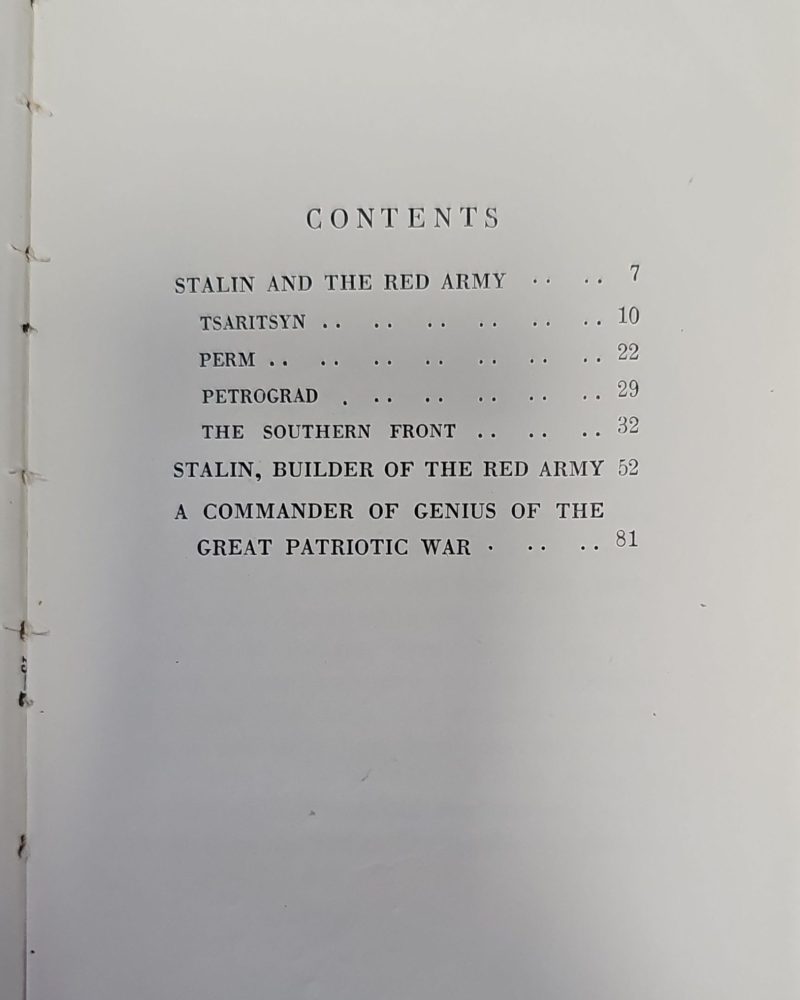 CONTENTS
STALIN AND THE RED ARMY .. .. 7
TSARITSYN .. .. .. .. .. .. 10
PERM .. .. .. .. .. .. .. 22
PETROGRAD . .. .. .. .. .. 29
THE SOUTHERN FRONT .. .. .. 32
STALIN, BUILDER OF THE RED ARMY 52
A COMMANDER OF GENIUS OF THE
GREAT PATRIOTIC WAR . .. .. 81